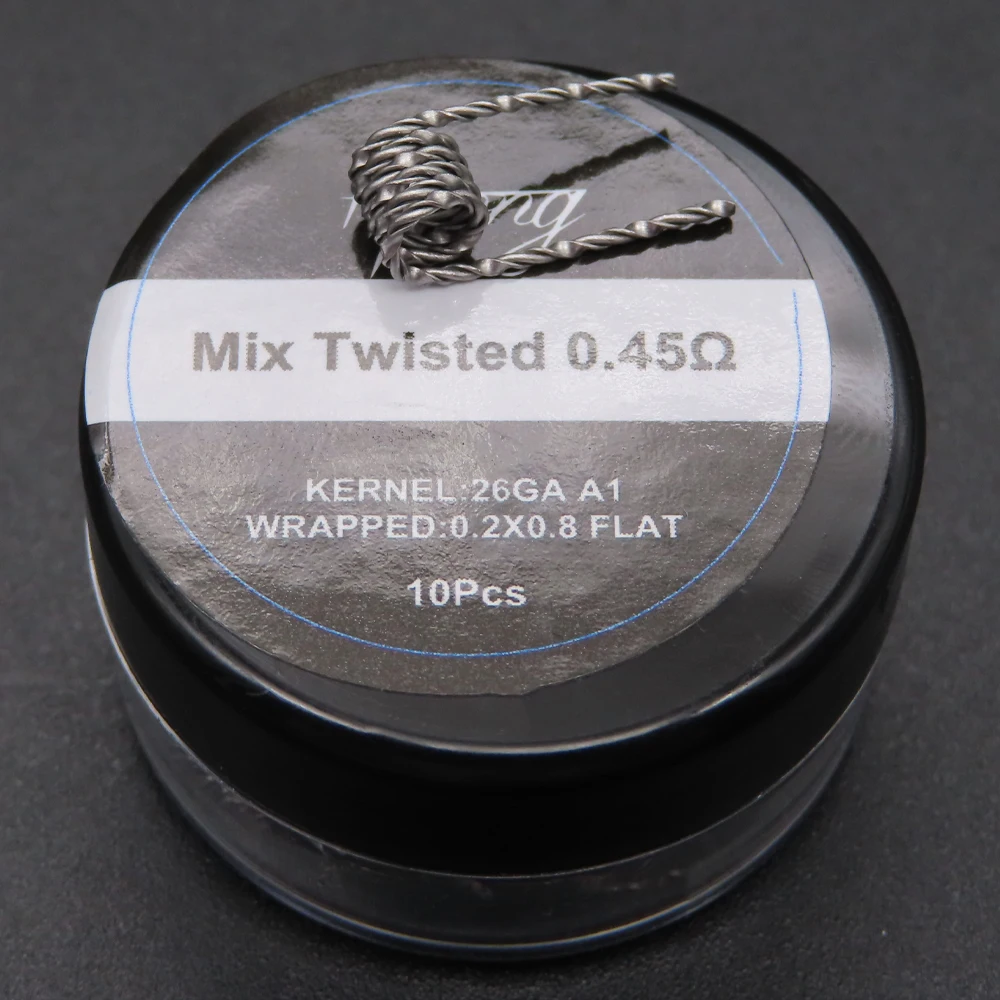 Mix Twisted 0.45Ω
KERNEL:26GA A1
WRAPPED:0.2X0.8 FLAT
10Pcs